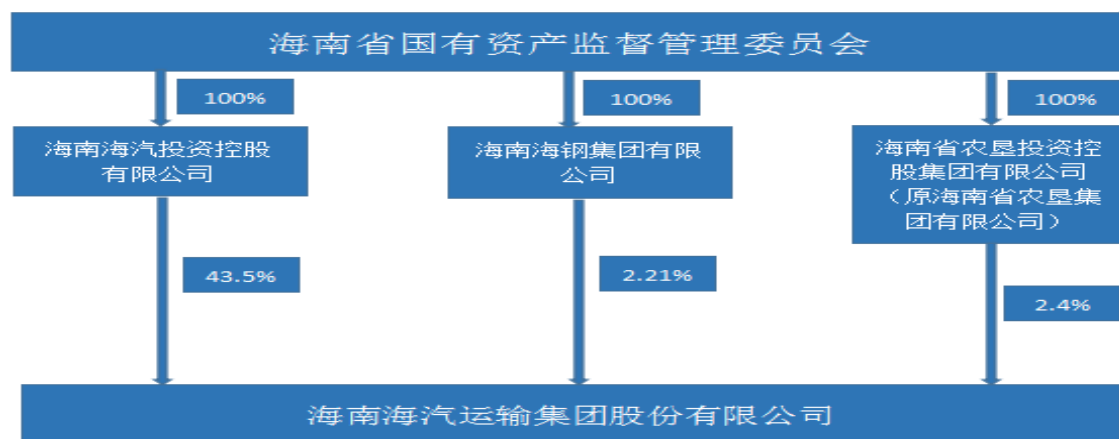 海南省国有资产监督管理委员会
100%
100%
100%
海南海汽投资控股
有限公司
海南海钢集团有限
公司
海南省农垦投资控
股集团有限公司
（原海南省农垦集
团有限公司）
43.5%
2.21%
2.4%
海南海汽运输集团股份有限公司